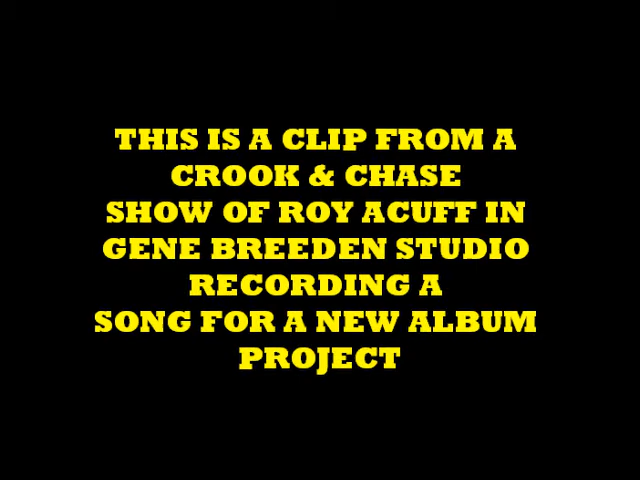 THIS IS A CLIP FROM A
CROOK & CHASE
SHOW OF ROY ACUFF IN
GENE BREEDEN STUDIO
RECORDING A
SONG FOR A NEW ALBUM
PROJECT